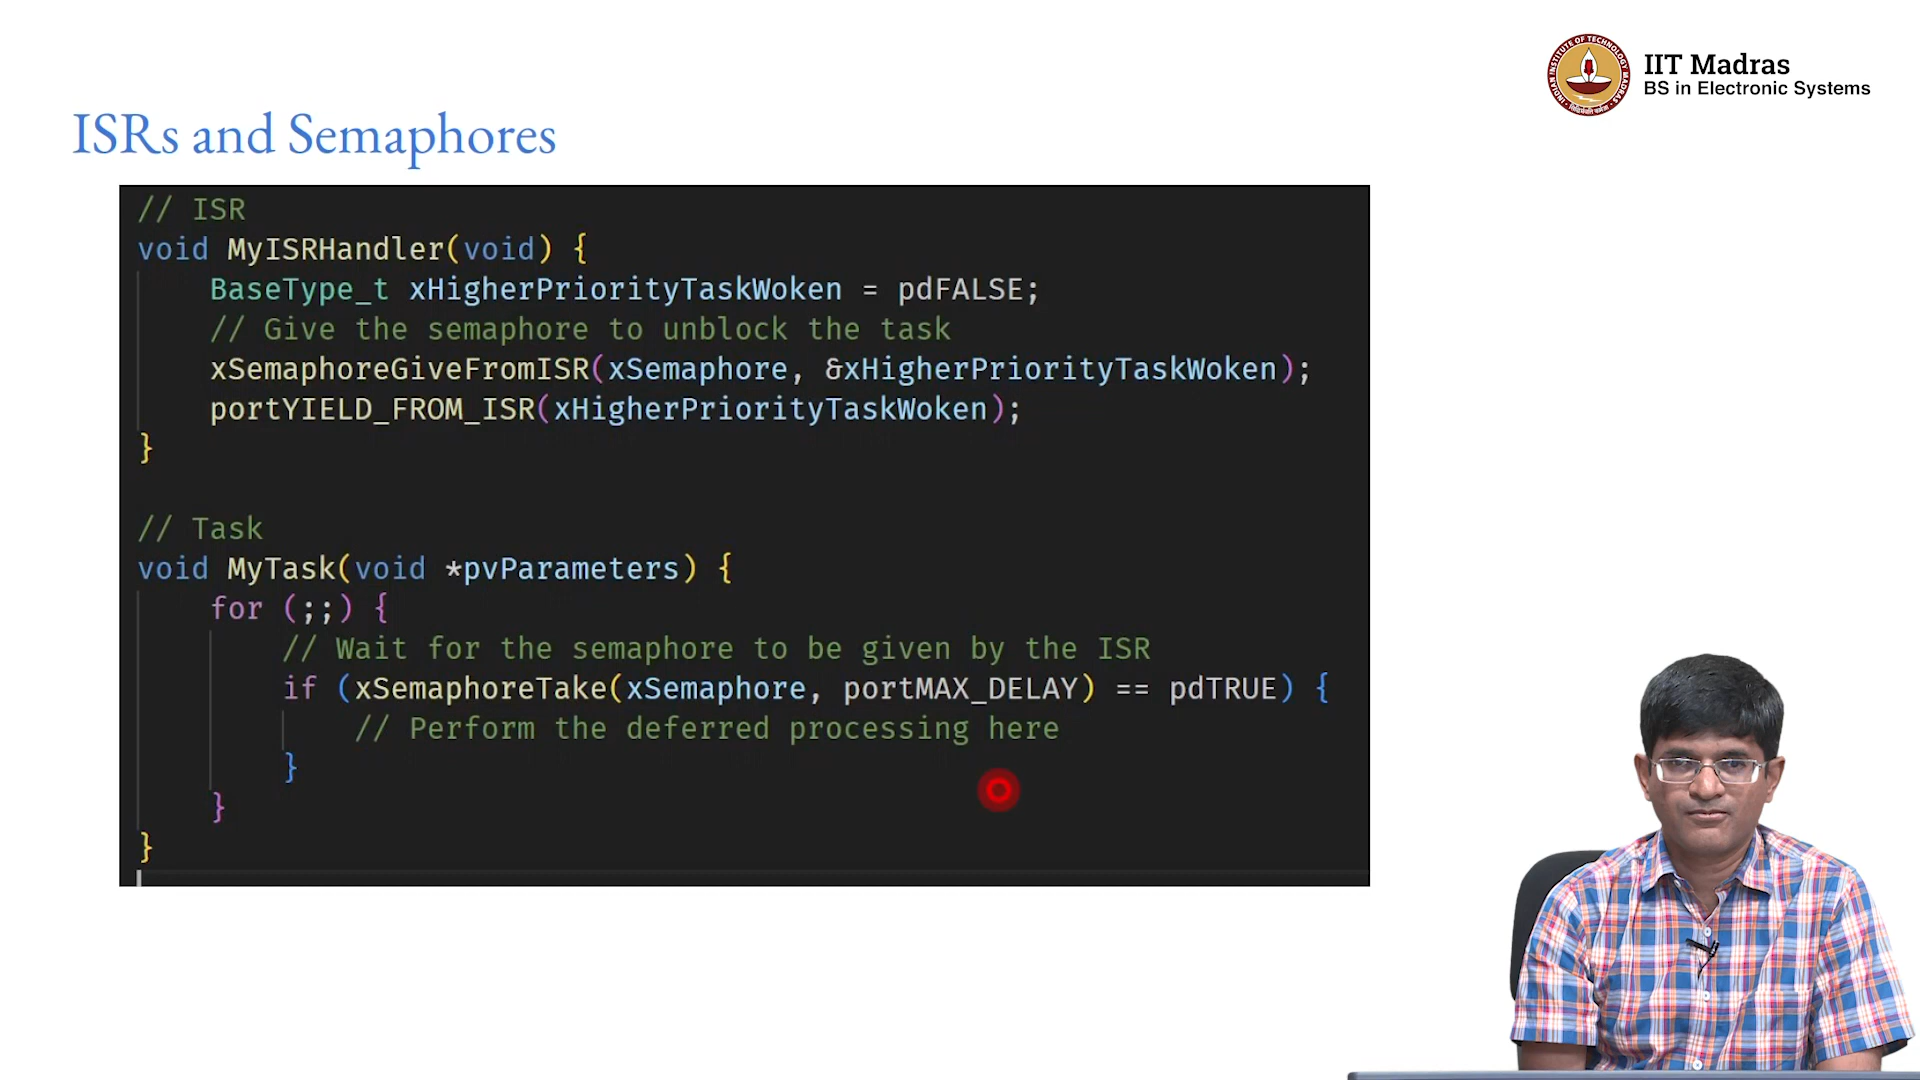 IIT Madras
BS in Electronic Systems
ISRs and Semaphores
// ISR
void MyISRHandler(void) {
BaseType_t xHigherPriorityTaskWoken = pdFALSE;
// Give the semaphore to unblock the task
xSemaphoreGiveFromISR(xSemaphore, &xHigherPriorityTaskWoken);
portYIELD_FROM_ISR(xHigherPriorityTaskWoken);
}
// Task
void MyTask(void *pvParameters) {
for (;;) {
// Wait for the semaphore to be given by the ISR
if (xSemaphoreTake(xSemaphore, portMAX_DELAY) == pdTRUE) {
// Perform the deferred processing here
}
}
}